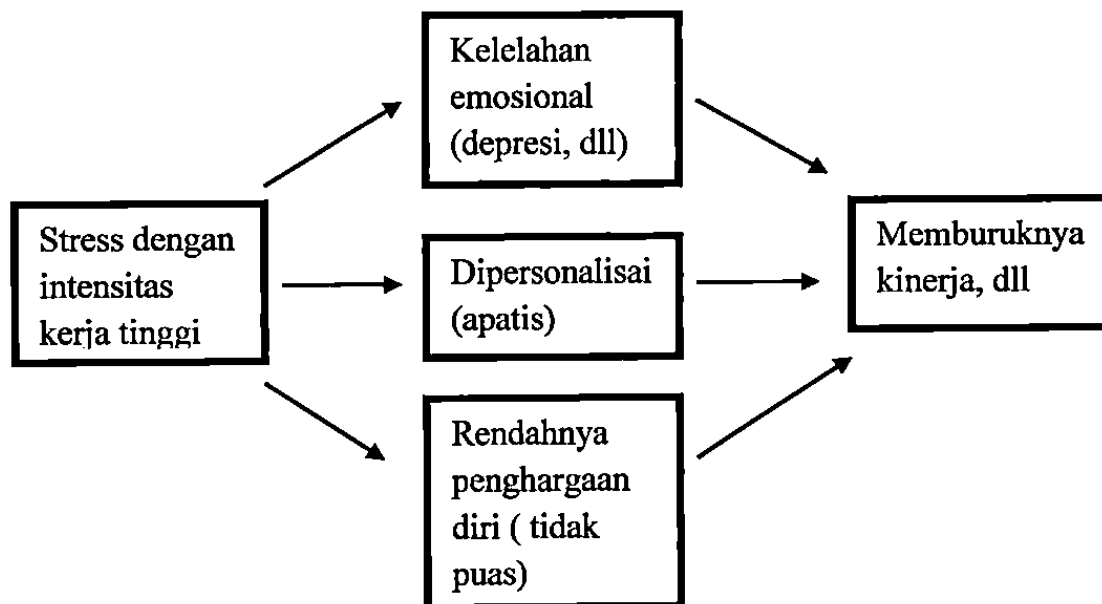 Kelelahan
emosional
(depresi, dll)
Stress dengan
intensitas
kerja tinggi
Dipersonalisai
(apatis)
Memburuknya
kinerja, dll
Rendahnya
penghargaan
diri ( tidak
puas)